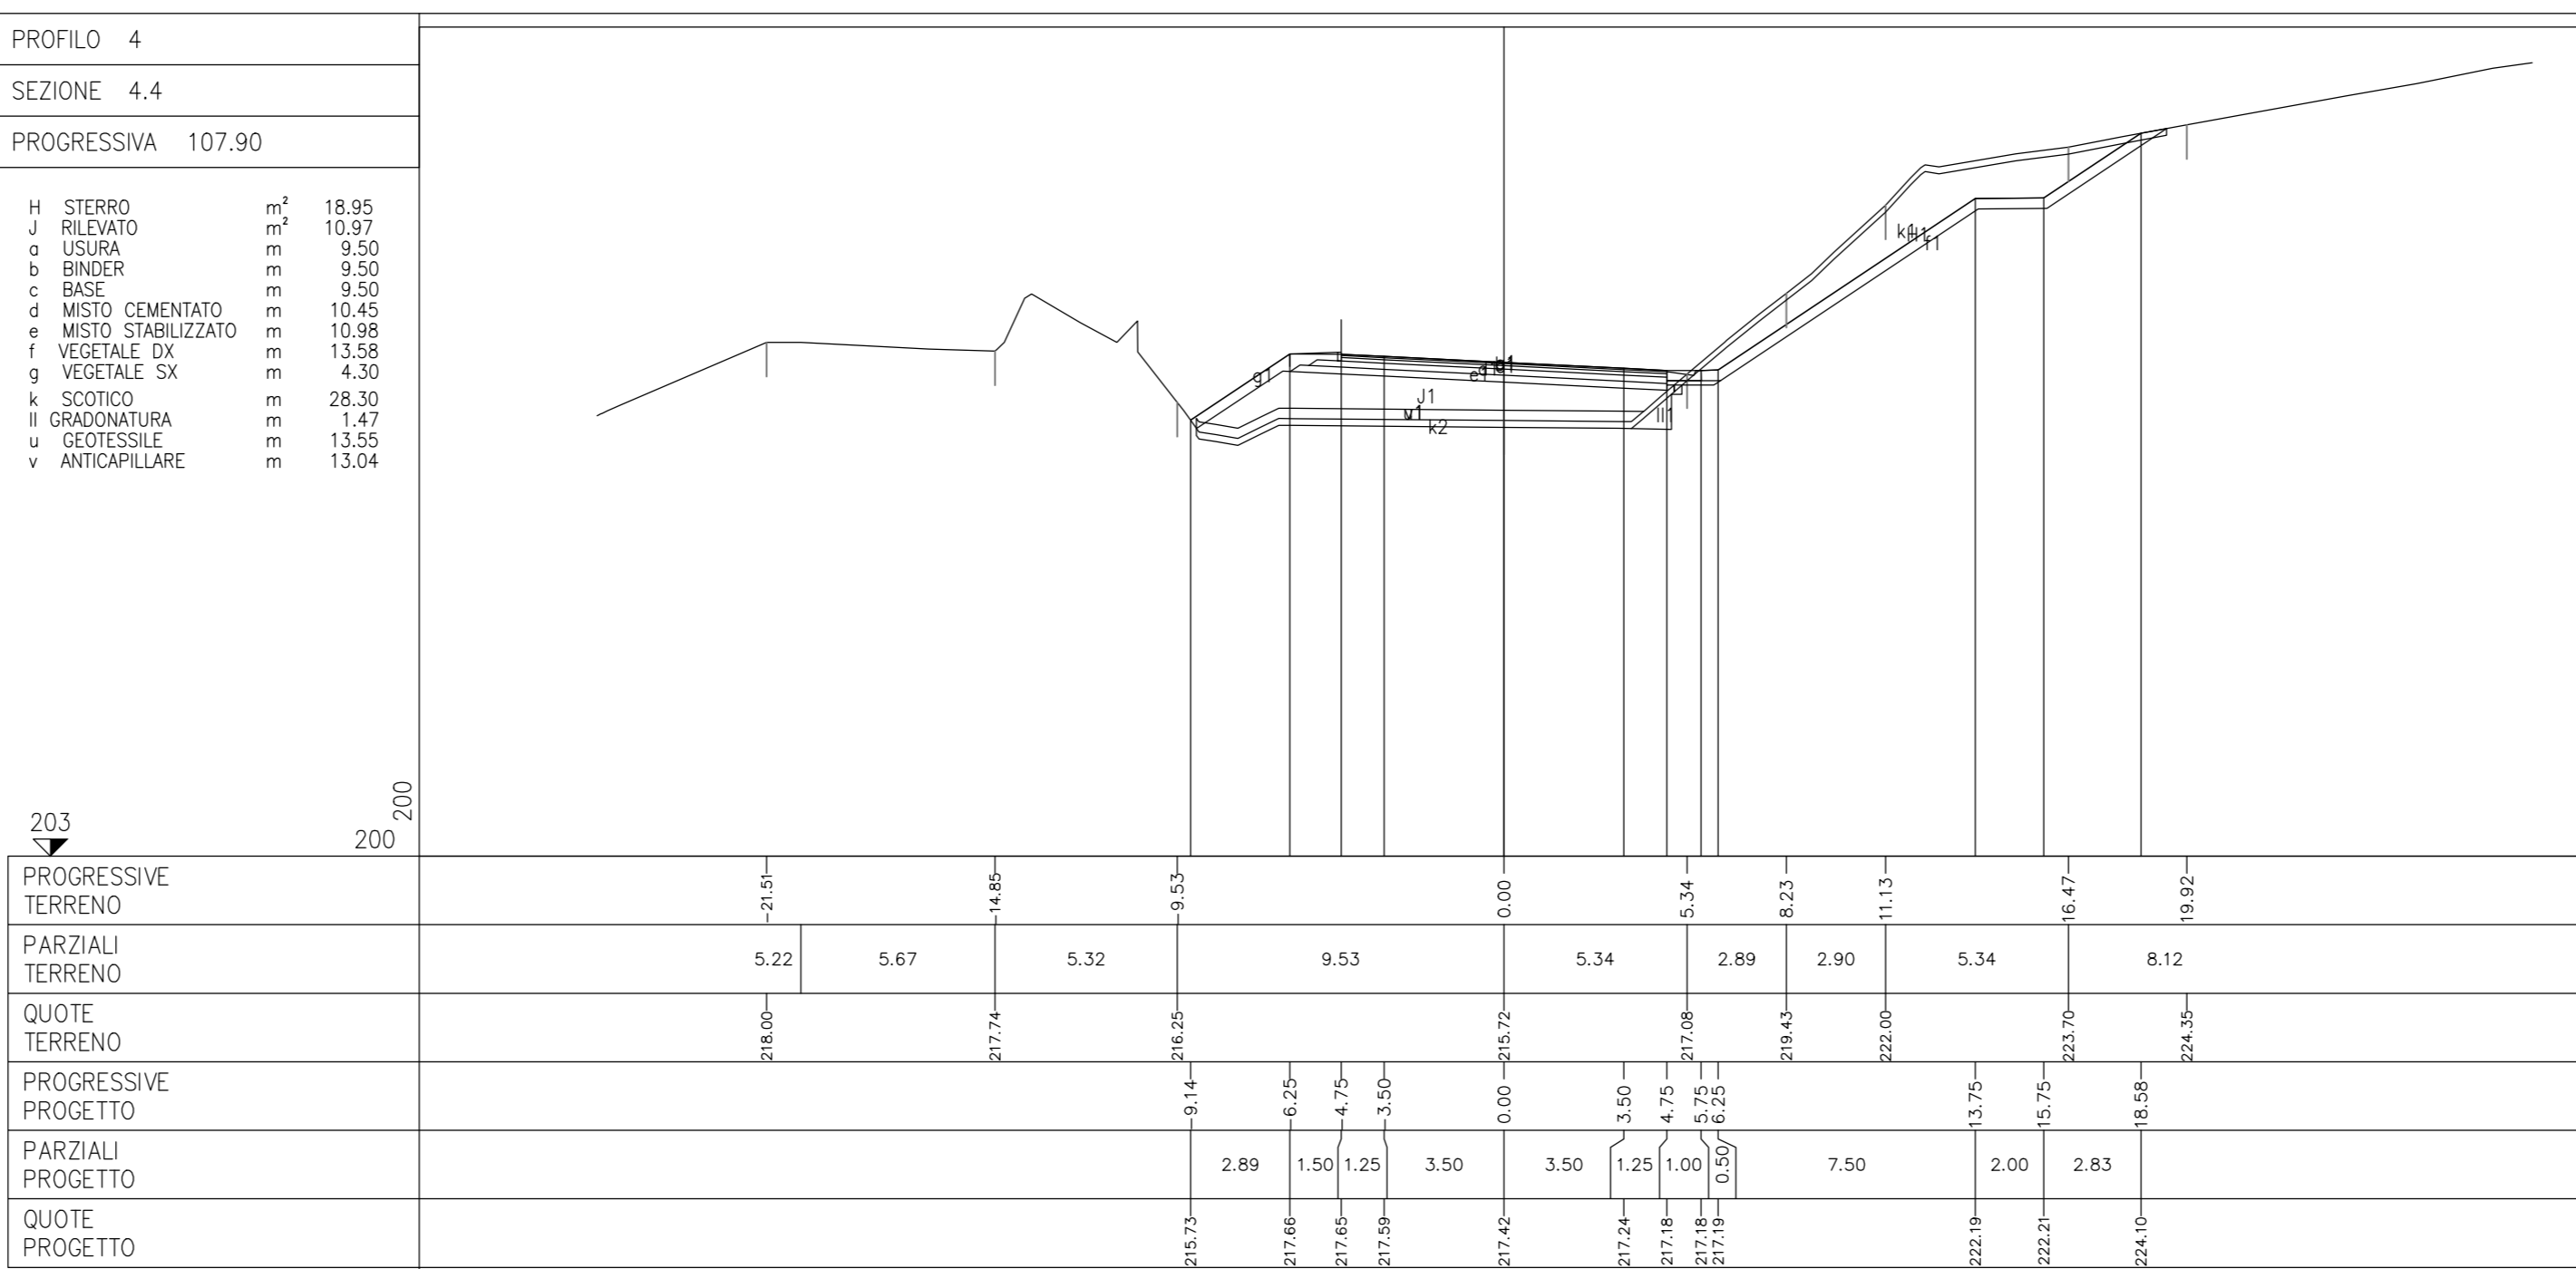 PROFILO 4
SEZIONE 4.4
PROGRESSIVA 107.90
H STERRO m² 18.95
J RILEVATO m² 10.97
a USURA m 9.50
b BINDER m 9.50
c BASE m 9.50
d MISTO CEMENTATO m 10.45
e MISTO STABILIZZATO m 10.98
f VEGETALE DX m 13.58
g VEGETALE SX m 4.30
k SCOTICO m 28.30
ll GRADONATURA m 1.47
u GEOTESSILE m 13.55
v ANTICAPILLARE m 13.04
k1 H1 f1
g1
e1
J1
ll1
k2
200
203
200
PROGRESSIVE TERRENO
-21.51 -14.85 -9.53 0.00 5.34 8.23 11.13 16.47 19.92
PARZIALI TERRENO
5.22 5.67 5.32 9.53 5.34 2.89 2.90 5.34 8.12
QUOTE TERRENO
218.00 217.74 216.25 215.72 217.08 219.43 222.00 223.70 224.35
PROGRESSIVE PROGETTO
-9.14 -6.25 -4.75 -3.50 0.00 3.50 4.75 5.75 6.25 13.75 15.75 18.58
PARZIALI PROGETTO
2.89 1.50 1.25 3.50 3.50 1.25 1.00 0.50 7.50 2.00 2.83
QUOTE PROGETTO
215.73 217.66 217.65 217.59 217.42 217.24 217.18 217.18 217.19 222.19 222.21 224.10